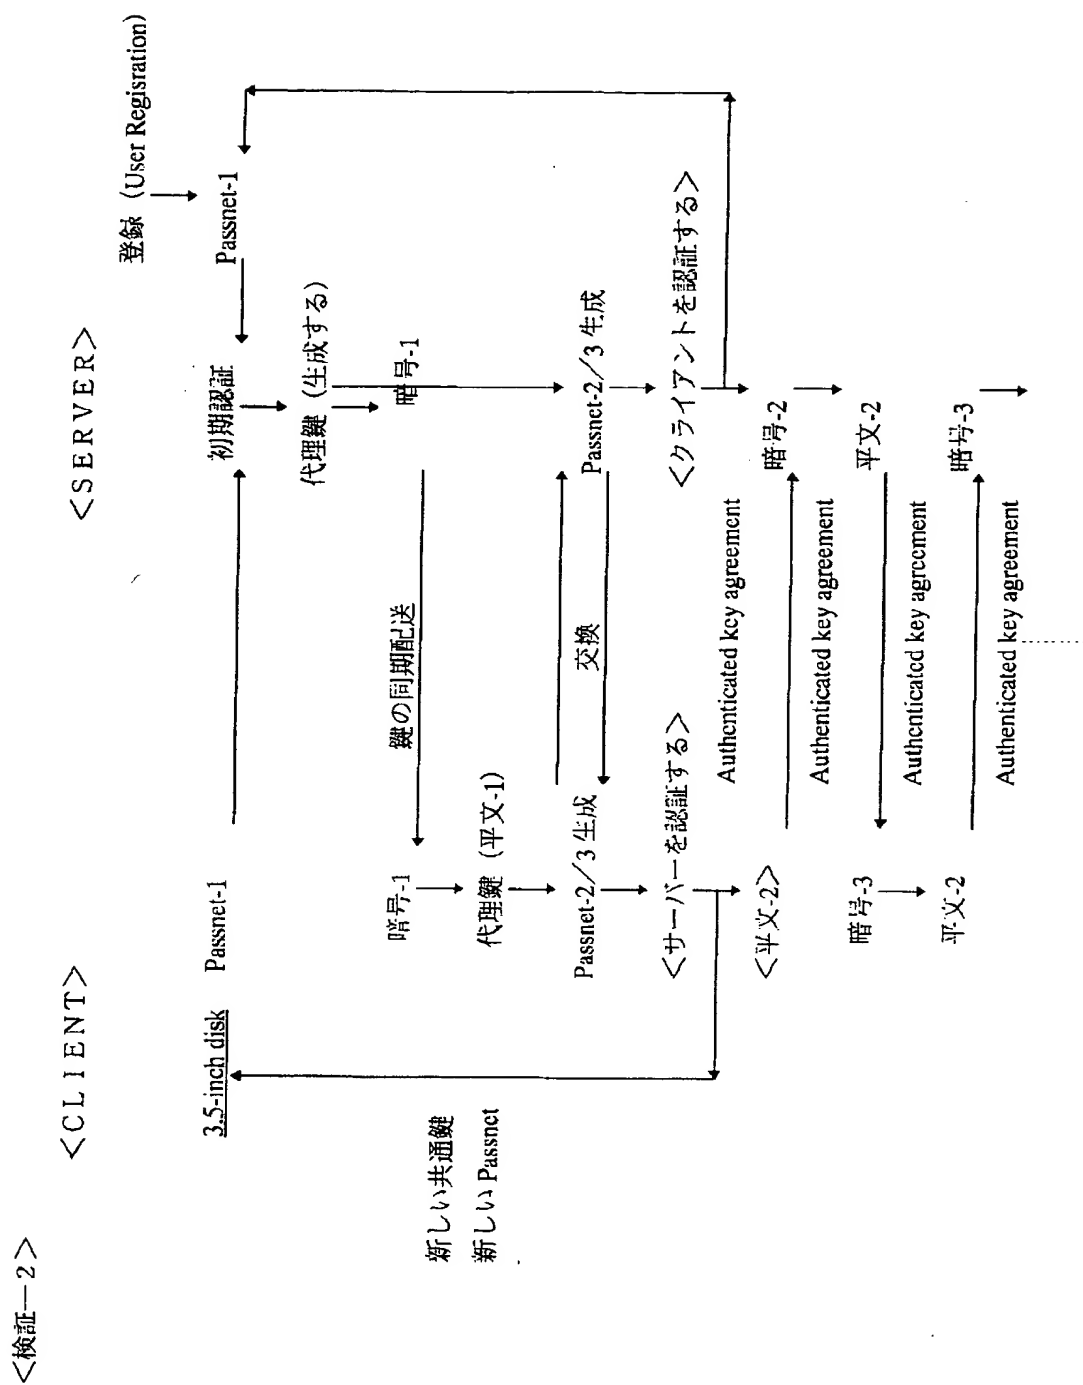 <検証―2>
<CLIENT>
<SERVER>
登録 (User Regisration)
3.5-inch disk Passnet-1
初期認証
Passnet-1
代理鍵 (生成する)
鍵の同期配送
暗号-1
暗号-1
新しい共通鍵
代理鍵 (平文-1)
新しい Passnet
Passnet-2/3 生成
交換
Passnet-2/3 生成
<サーバーを認証する>
<クライアントを認証する>
Authenticated key agreement
<平文-2>
暗号-2
Authenticated key agreement
暗号-3
平文-2
Authenticated key agreement
平文-2
暗号-3
Authenticated key agreement